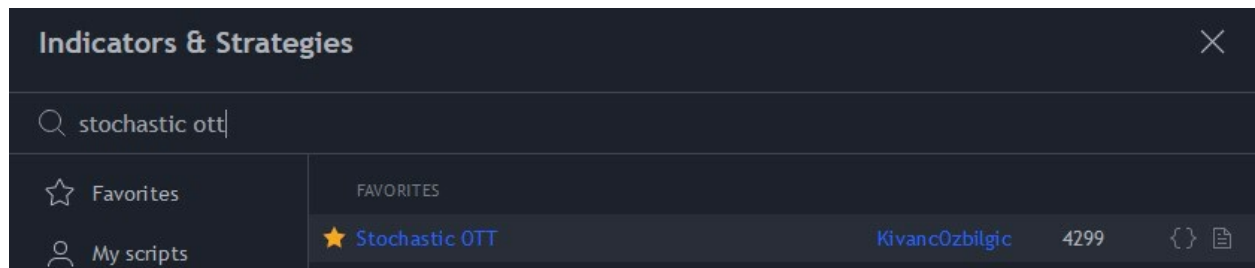 Indicators & Strategies
stochastic ott
Favorites
FAVORITES
Stochastic OTT KivancOzbilgic 4299
My scripts